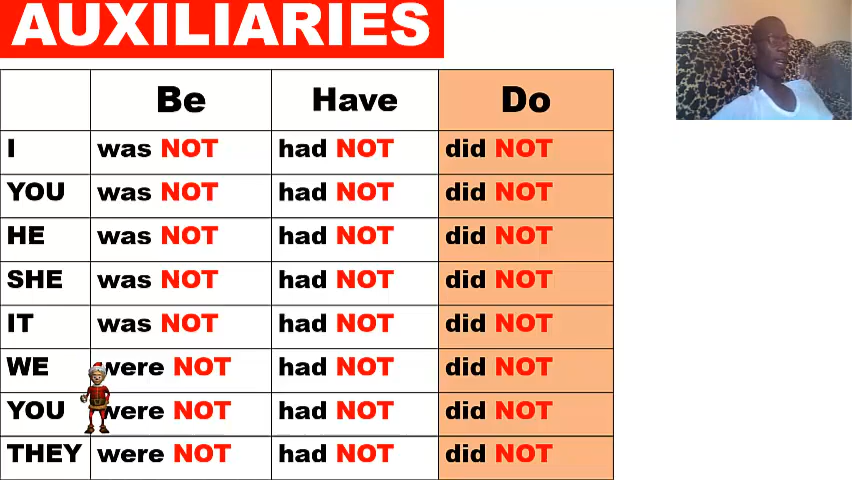 AUXILIARIES
Be Have Do
I was NOT had NOT did NOT
YOU was NOT had NOT did NOT
HE was NOT had NOT did NOT
SHE was NOT had NOT did NOT
IT was NOT had NOT did NOT
WE were NOT had NOT did NOT
YOU were NOT had NOT did NOT
THEY were NOT had NOT did NOT